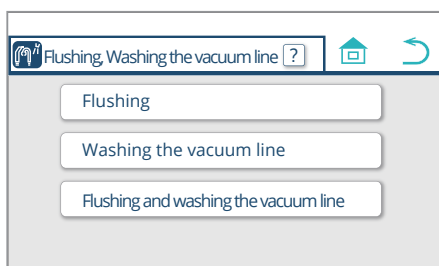 Flushing, Washing the vacuum line ?
Flushing
Washing the vacuum line
Flushing and washing the vacuum line